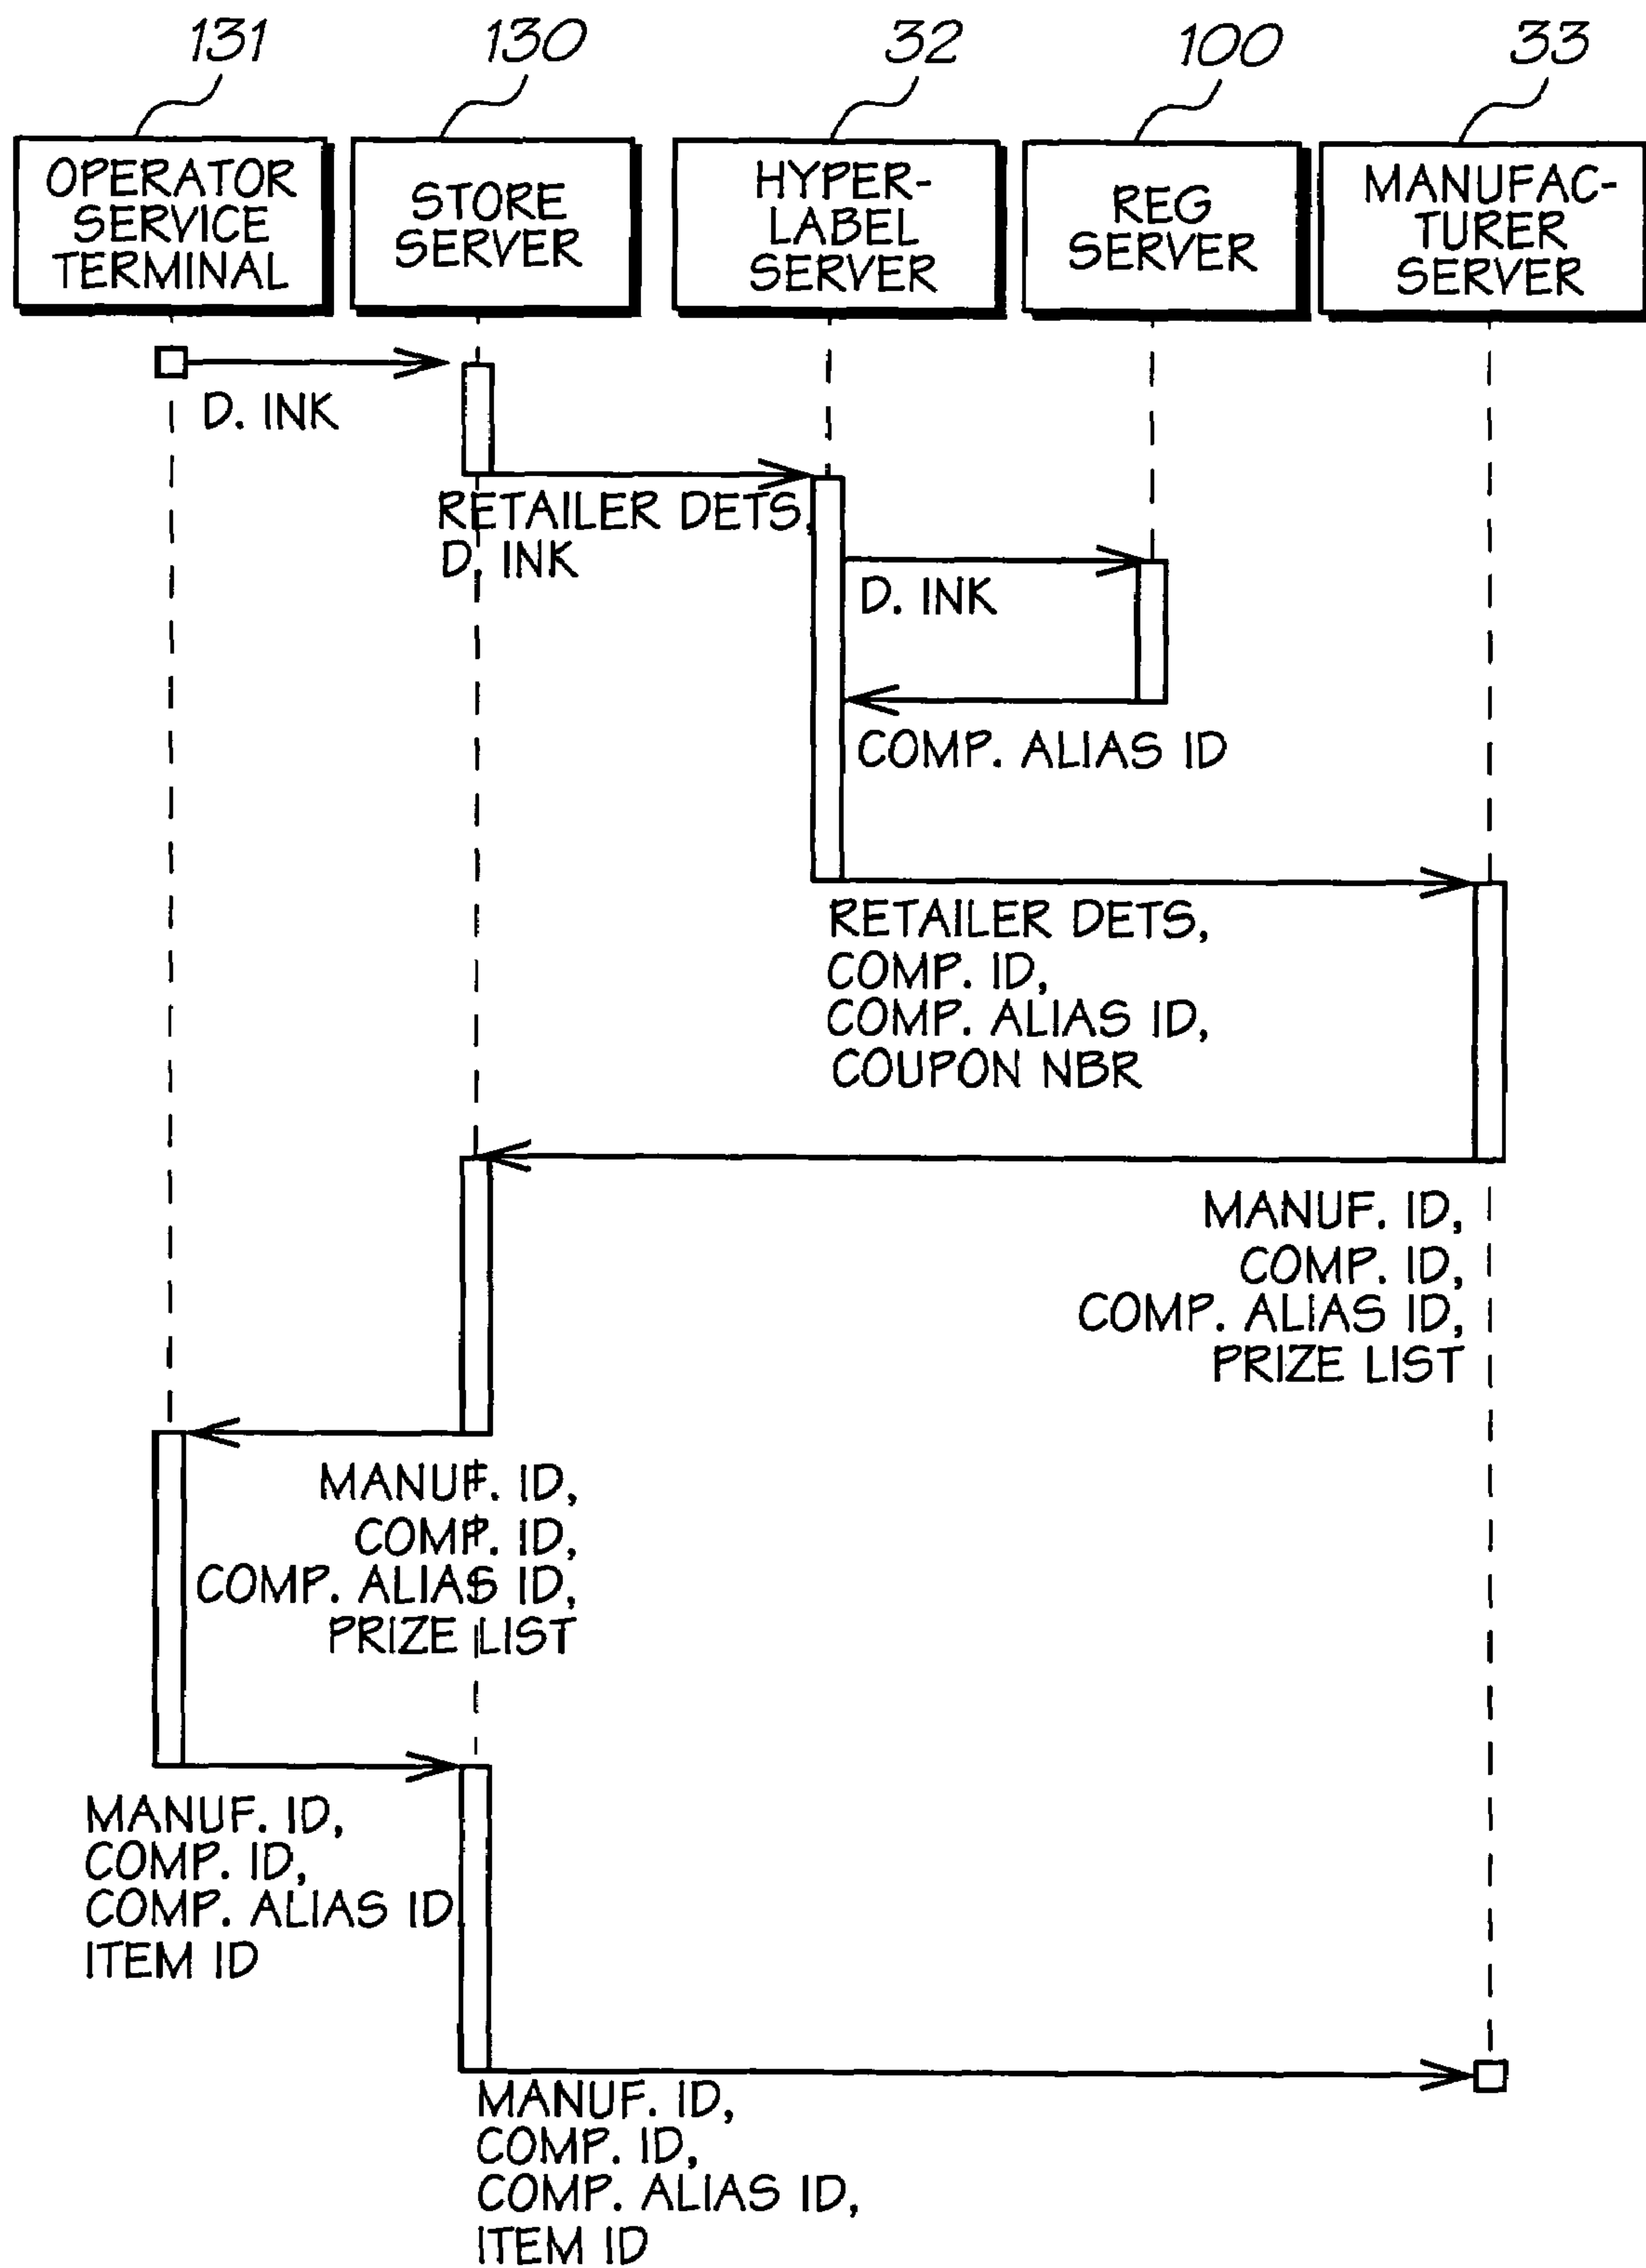 131
130
32
100
33
OPERATOR
SERVICE
TERMINAL
STORE
SERVER
HYPER-
LABEL
SERVER
REG
SERVER
MANUFAC-
TURER
SERVER
D. INK
RETAILER DETS,
D. INK
D. INK
COMP. ALIAS ID
RETAILER DETS,
COMP. ID,
COMP. ALIAS ID,
COUPON NBR
MANUF. ID,
COMP. ID,
COMP. ALIAS ID,
PRIZE LIST
MANUF. ID,
COMP. ID,
COMP. ALIAS ID,
PRIZE LIST
MANUF. ID,
COMP. ID,
COMP. ALIAS ID
ITEM ID
MANUF. ID,
COMP. ID,
COMP. ALIAS ID,
ITEM ID